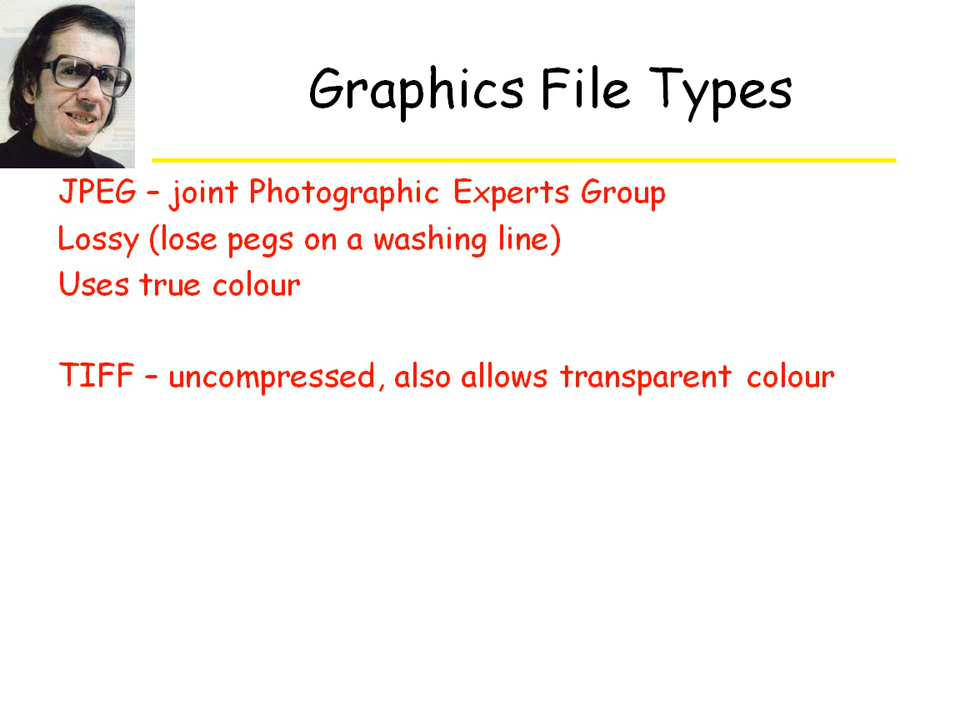 Graphics File Types
JPEG – joint Photographic Experts Group
Lossy (lose pegs on a washing line)
Uses true colour
TIFF – uncompressed, also allows transparent colour